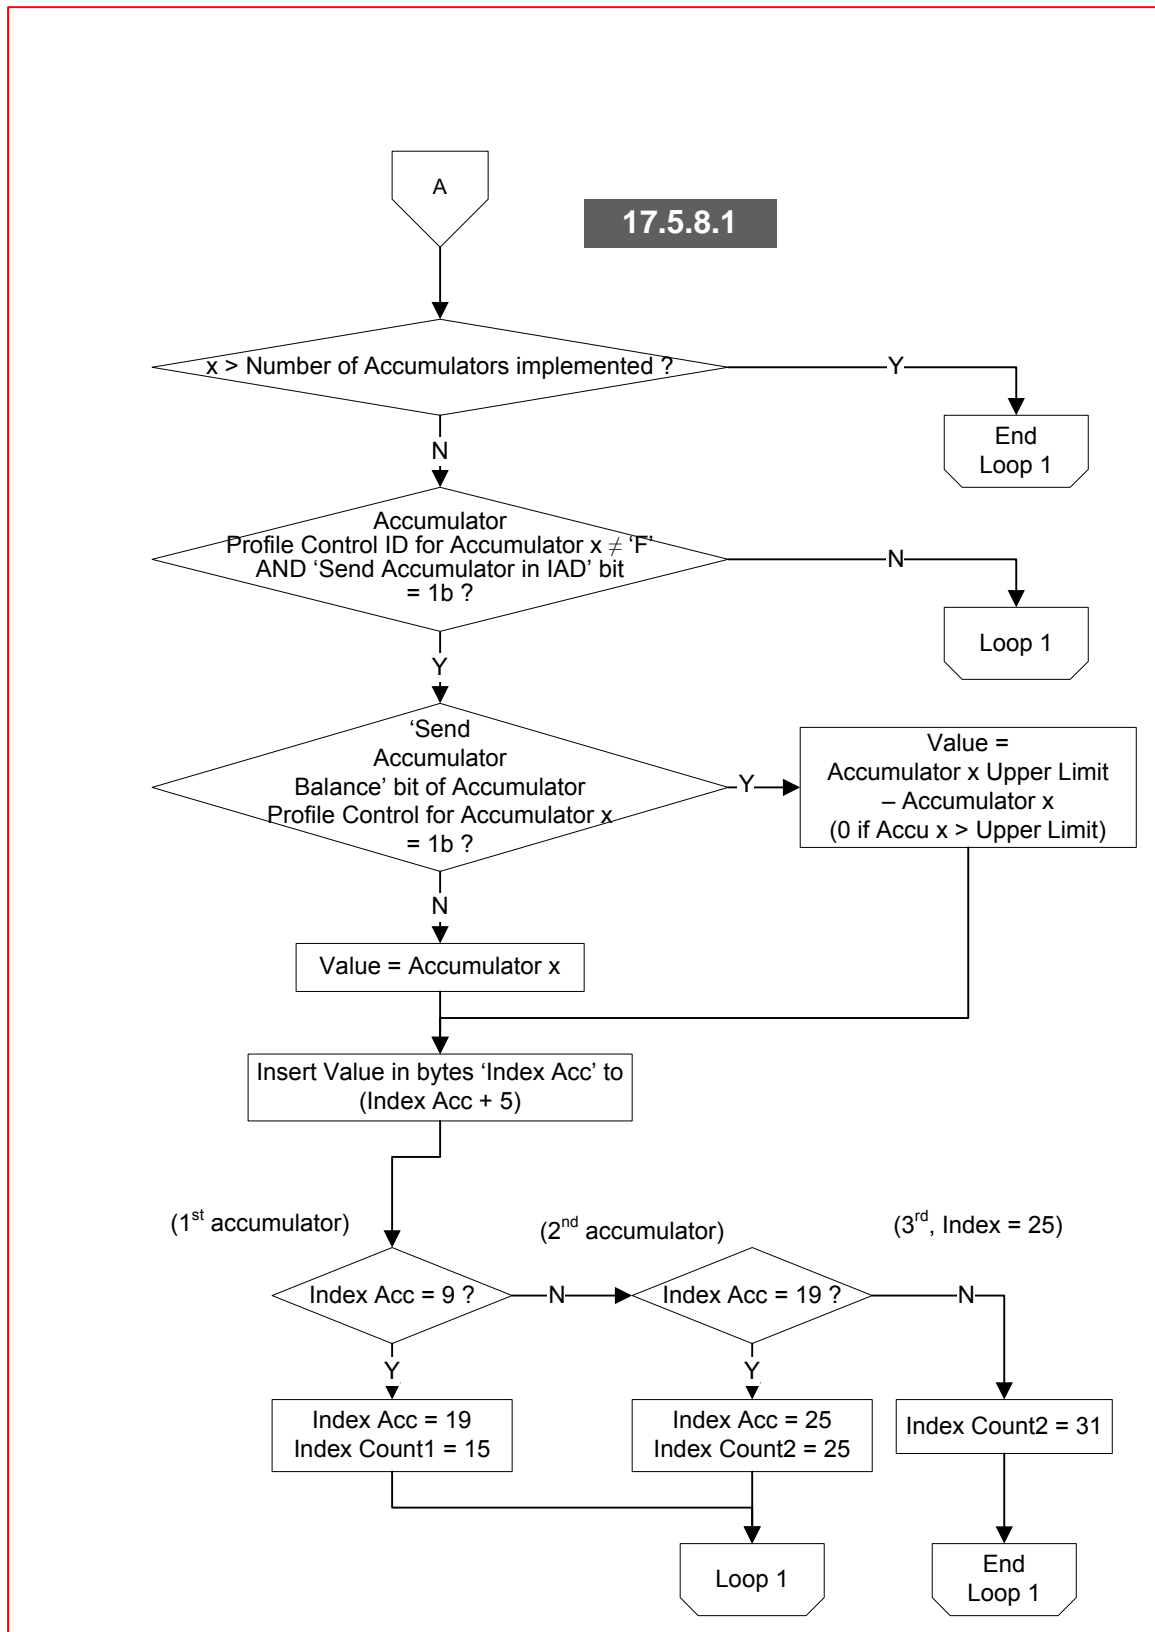 A
17.5.8.1
x > Number of Accumulators implemented ?
Y
End
Loop 1
N
Accumulator
Profile Control ID for Accumulator x ≠ ‘F’
AND ‘Send Accumulator in IAD’ bit
= 1b ?
N
Loop 1
Y
‘Send
Accumulator
Balance’ bit of Accumulator
Profile Control for Accumulator x
= 1b ?
Y
Value =
Accumulator x Upper Limit
– Accumulator x
(0 if Accu x > Upper Limit)
N
Value = Accumulator x
Insert Value in bytes ‘Index Acc’ to
(Index Acc + 5)
(1st accumulator)
(2nd accumulator)
(3rd, Index = 25)
Index Acc = 9 ?
N
Index Acc = 19 ?
N
Y
Y
Index Acc = 19
Index Count1 = 15
Index Acc = 25
Index Count2 = 25
Index Count2 = 31
Loop 1
End
Loop 1